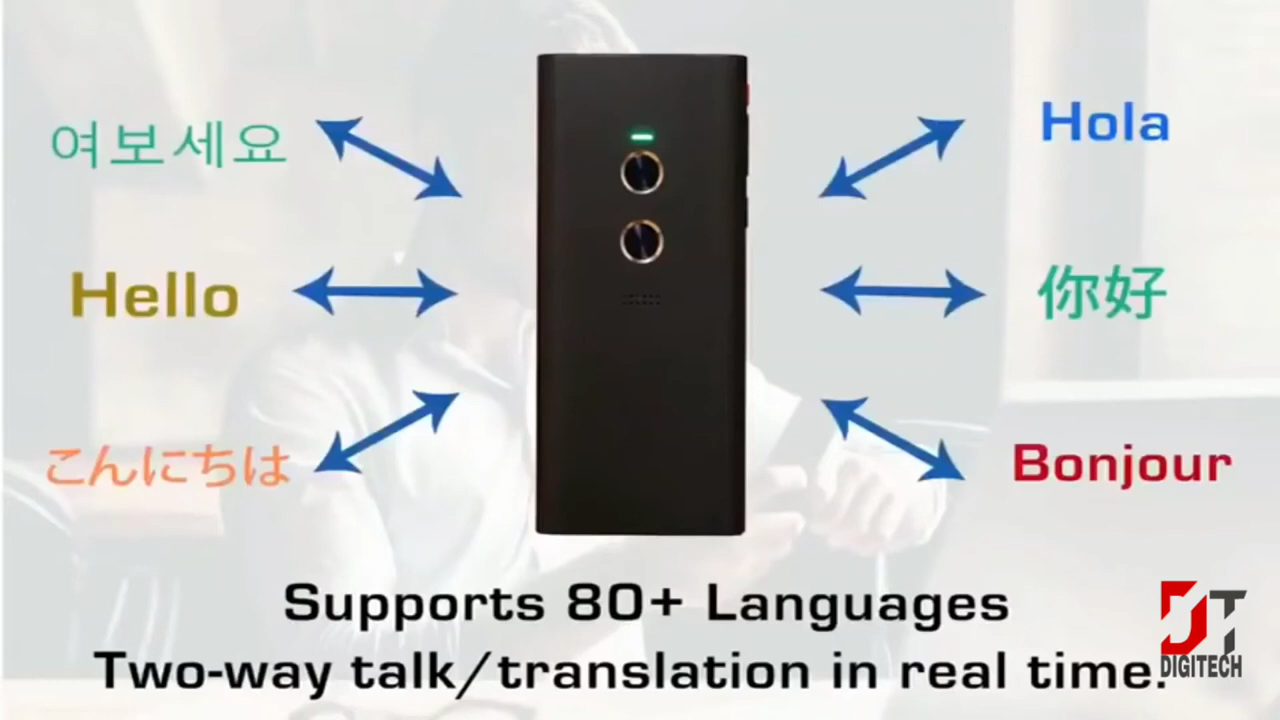 여보세요
Hola
Hello
你好
こんにちは
Bonjour
Supports 80+ Languages
Two-way talk/translation in real time.
DT
DIGITECH